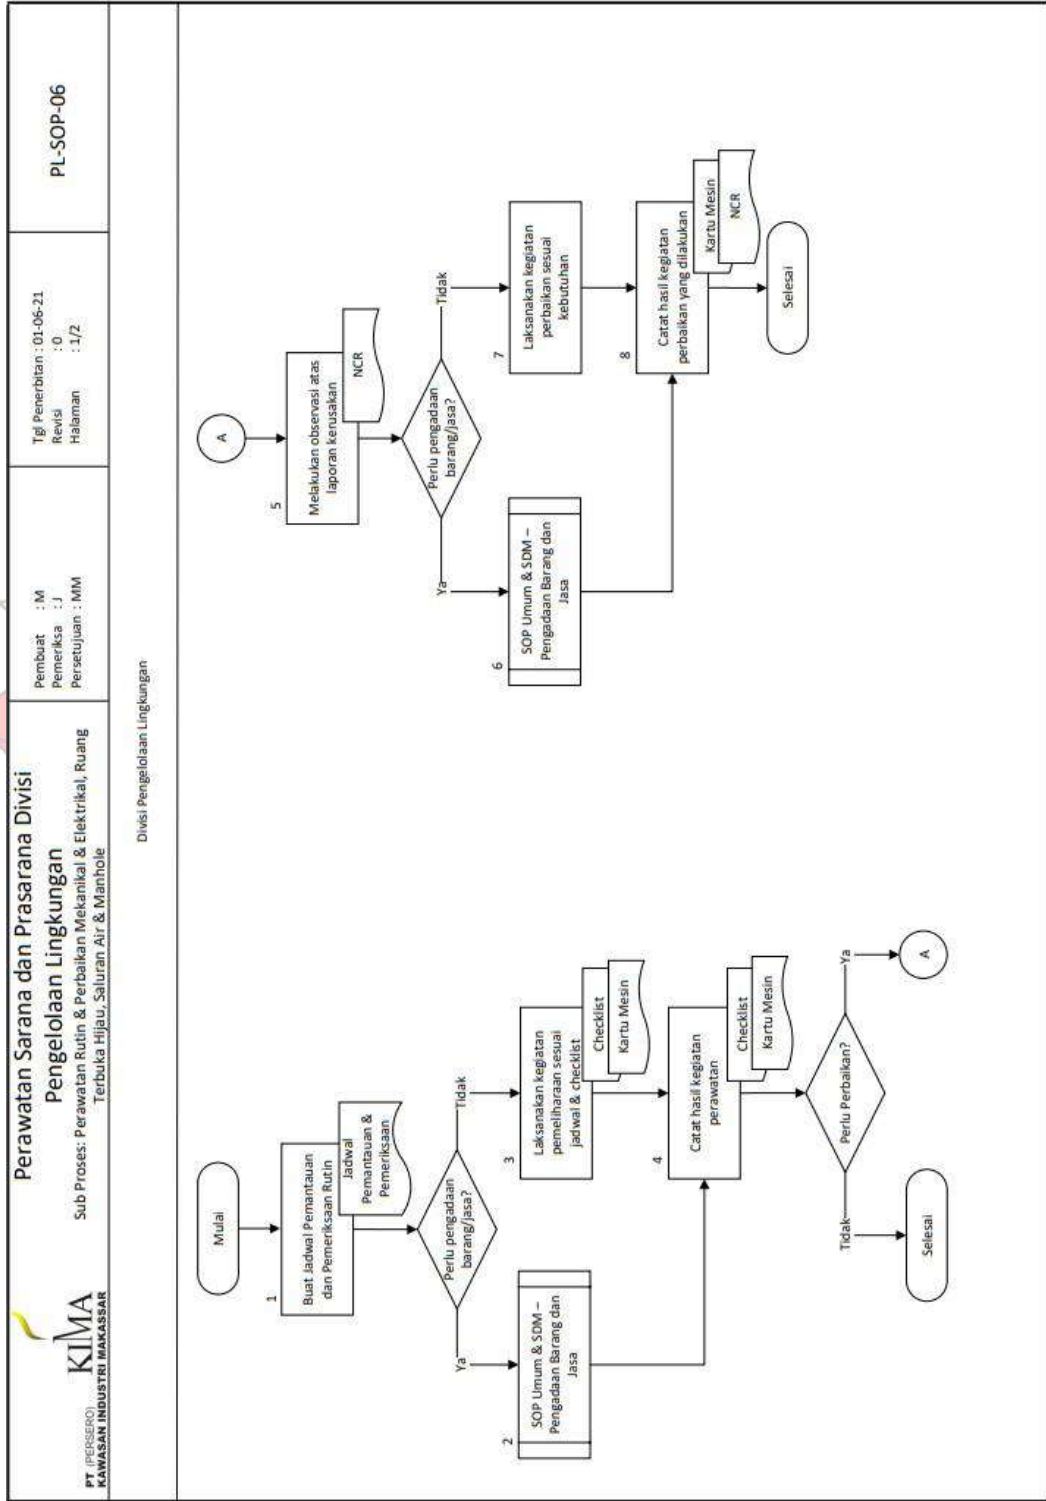 PT (PERSERO)
KIMA
KAWASAN INDUSTRI MAKASSAR
Perawatan Sarana dan Prasarana Divisi
Pengelolaan Lingkungan
Sub Proses: Perawatan Rutin & Perbaikan Mekanikal & Elektrikal, Ruang
Terbuka Hijau, Saluran Air & Manhole
Pembuat : M
Pemeriksa : J
Persetujuan : MM
Tgl Penerbitan : 01-06-21
Revisi : 0
Halaman : 1/2
PL-SOP-06
Divisi Pengelolaan Lingkungan
Mulai
1
Buat Jadwal Pemantauan
dan Pemeriksaan Rutin
Jadwal
Pemantauan &
Pemeriksaan
Perlu pengadaan
barang/jasa?
Ya
Tidak
2
SOP Umum & SDM –
Pengadaan Barang dan
Jasa
3
Laksanakan kegiatan
pemeliharaan sesuai
jadwal & checklist
Checklist
Kartu Mesin
4
Catat hasil kegiatan
perawatan
Checklist
Kartu Mesin
Perlu Perbaikan?
Tidak
Ya
Selesai
A
A
5
Melakukan observasi atas
laporan kerusakan
NCR
Perlu pengadaan
barang/jasa?
Ya
Tidak
6
SOP Umum & SDM –
Pengadaan Barang dan
Jasa
7
Laksanakan kegiatan
perbaikan sesuai
kebutuhan
8
Catat hasil kegiatan
perbaikan yang dilakukan
Kartu Mesin
NCR
Selesai